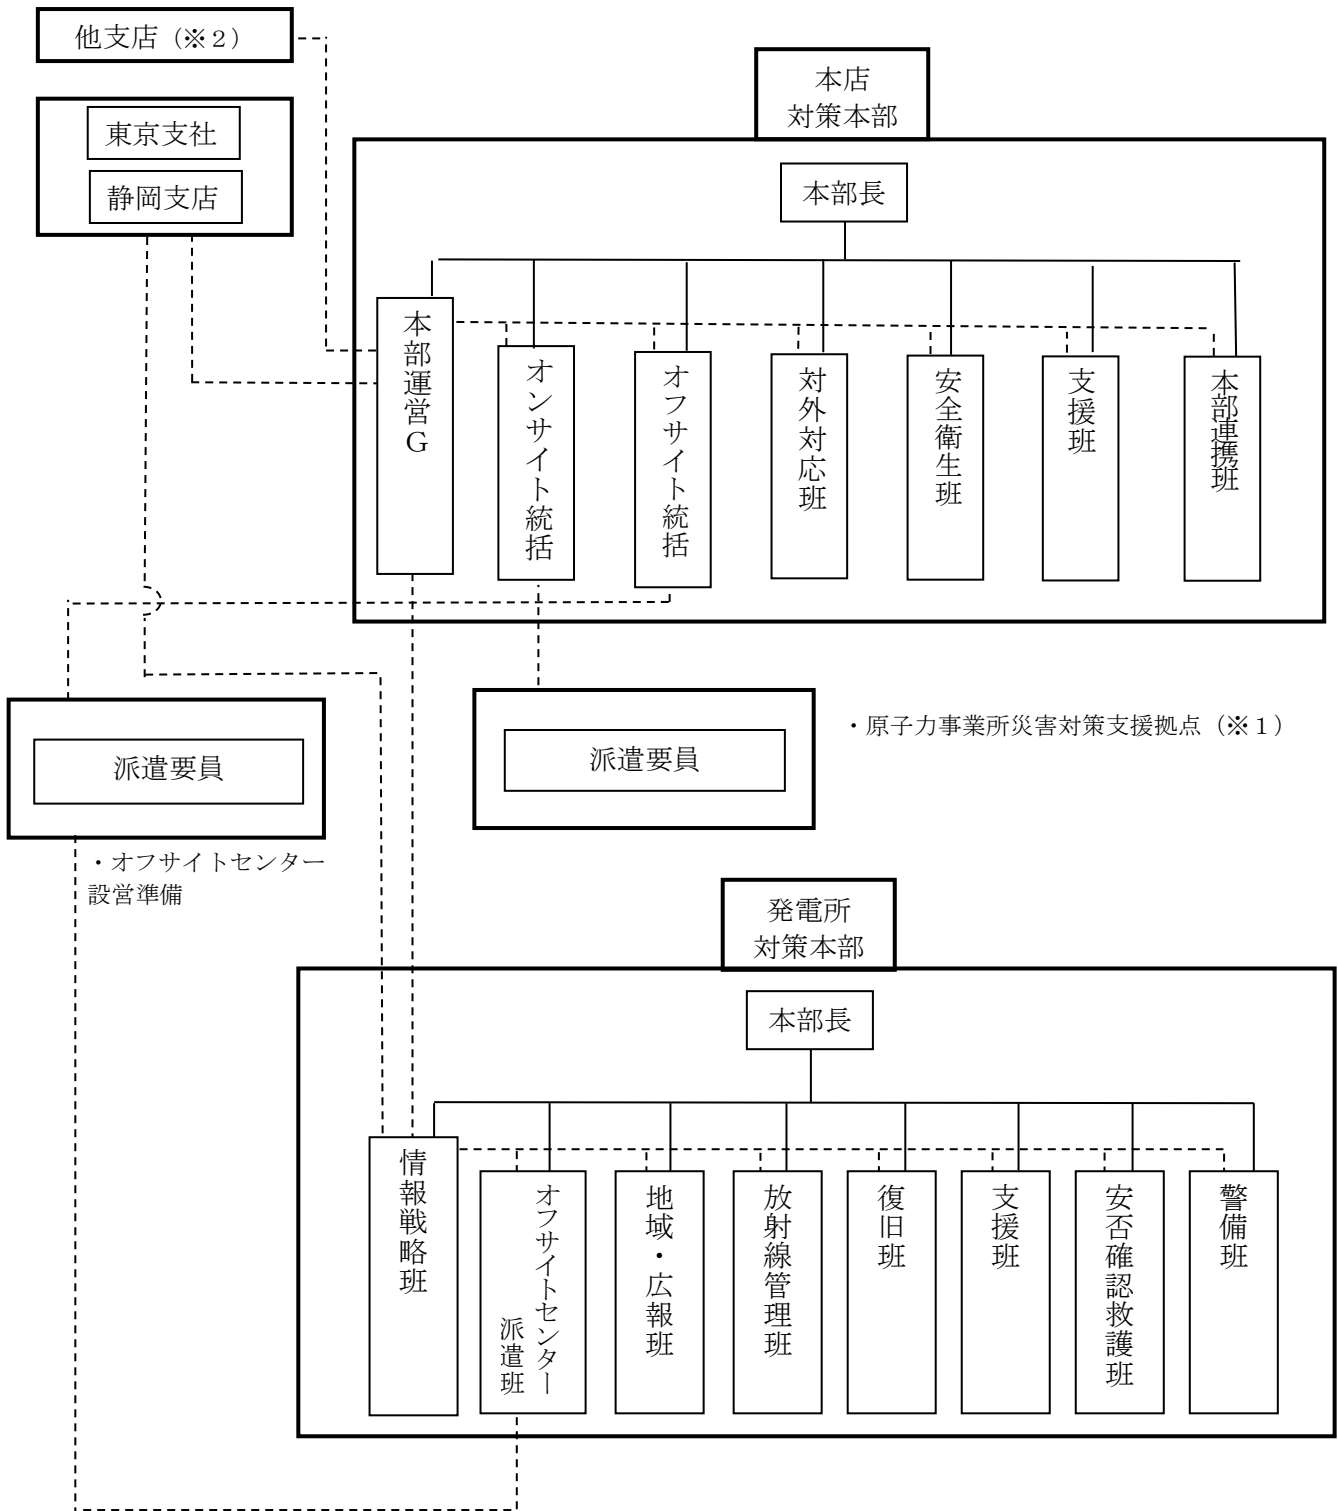 他支店（※２）
東京支社
静岡支店
本店
対策本部
本部長
本部運営Ｇ
オンサイト統括
オフサイト統括
対外対応班
安全衛生班
支援班
本部連携班
派遣要員
・オフサイトセンター
設営準備
派遣要員
・原子力事業所災害対策支援拠点（※１）
発電所
対策本部
本部長
情報戦略班
オフサイトセンター
派遣班
地域・広報班
放射線管理班
復旧班
支援班
安否確認救護班
警備班